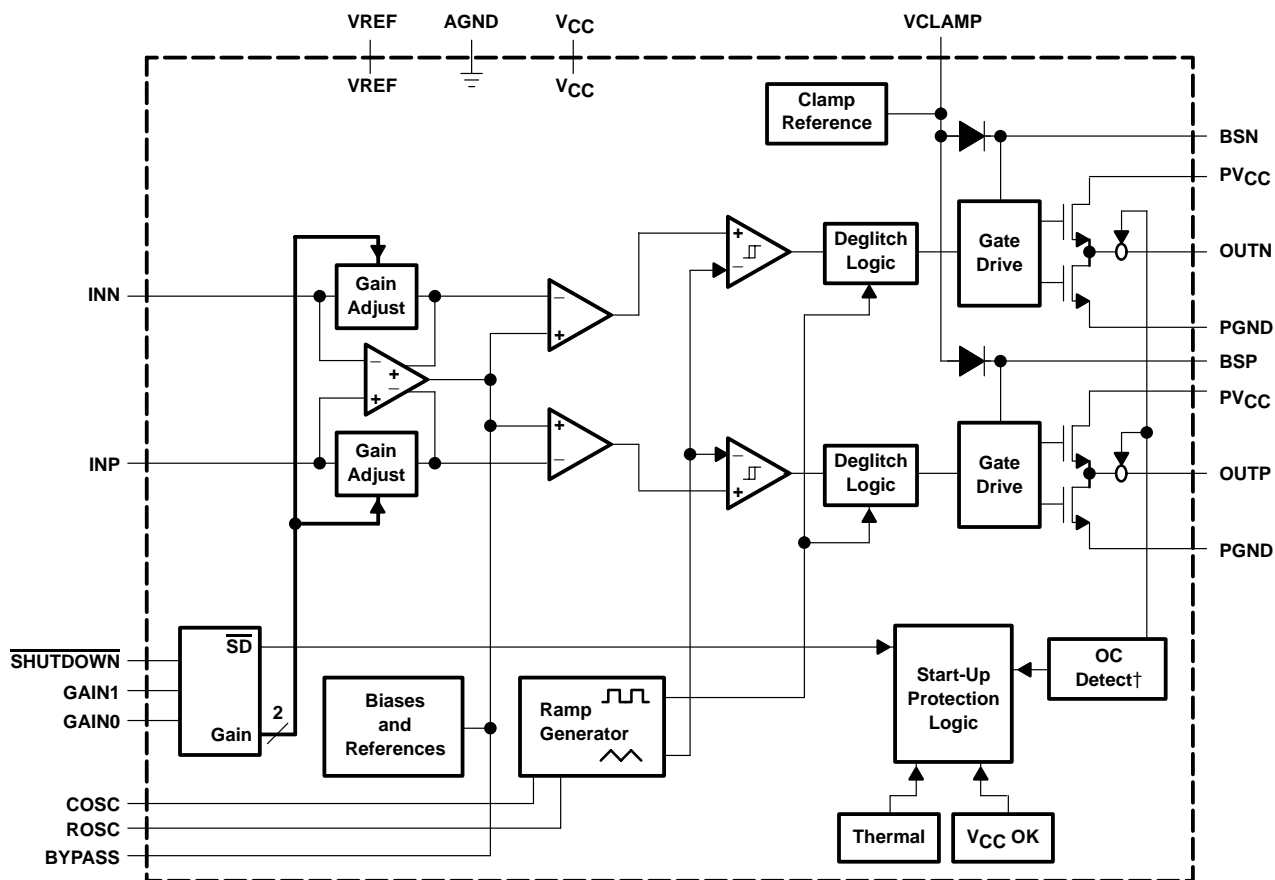 VREF AGND VCC VCLAMP
VREF VCC
Clamp
Reference
BSN
PVCC
Gate
Drive
Deglitch
Logic
OUTN
+
−
Gain
Adjust
INN
−
+
PGND
BSP
−
+
−
+
PVCC
+
−
Gain
Adjust
INP
−
+
Deglitch
Logic
Gate
Drive
OUTP
PGND
SHUTDOWN
GAIN1
GAIN0
SD
Gain
2
Biases
and
References
Ramp
Generator
Start-Up
Protection
Logic
OC
Detect†
COSC
ROSC
BYPASS
Thermal
VCC OK